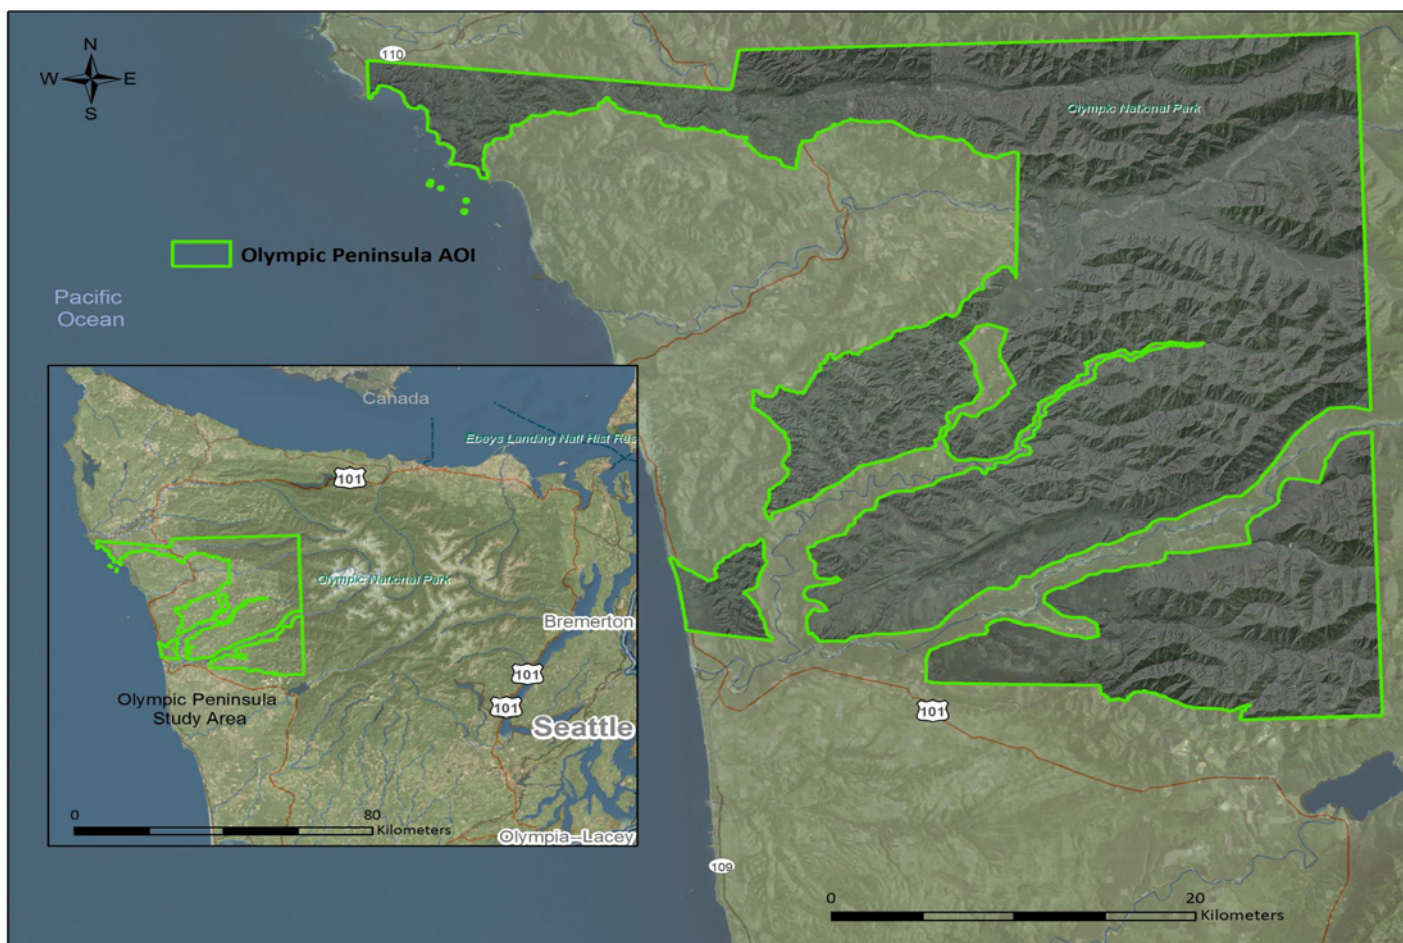 N
W E
S
110
Olympic National Park
Olympic Peninsula AOI
Pacific
Ocean
Canada
Ebeys Landing Natl Hist Res
101
Olympic National Park
Bremerton
101
101
Olympic Peninsula
Study Area
Seattle
0 80
Kilometers
Olympia-Lacey
101
109
0 20
Kilometers